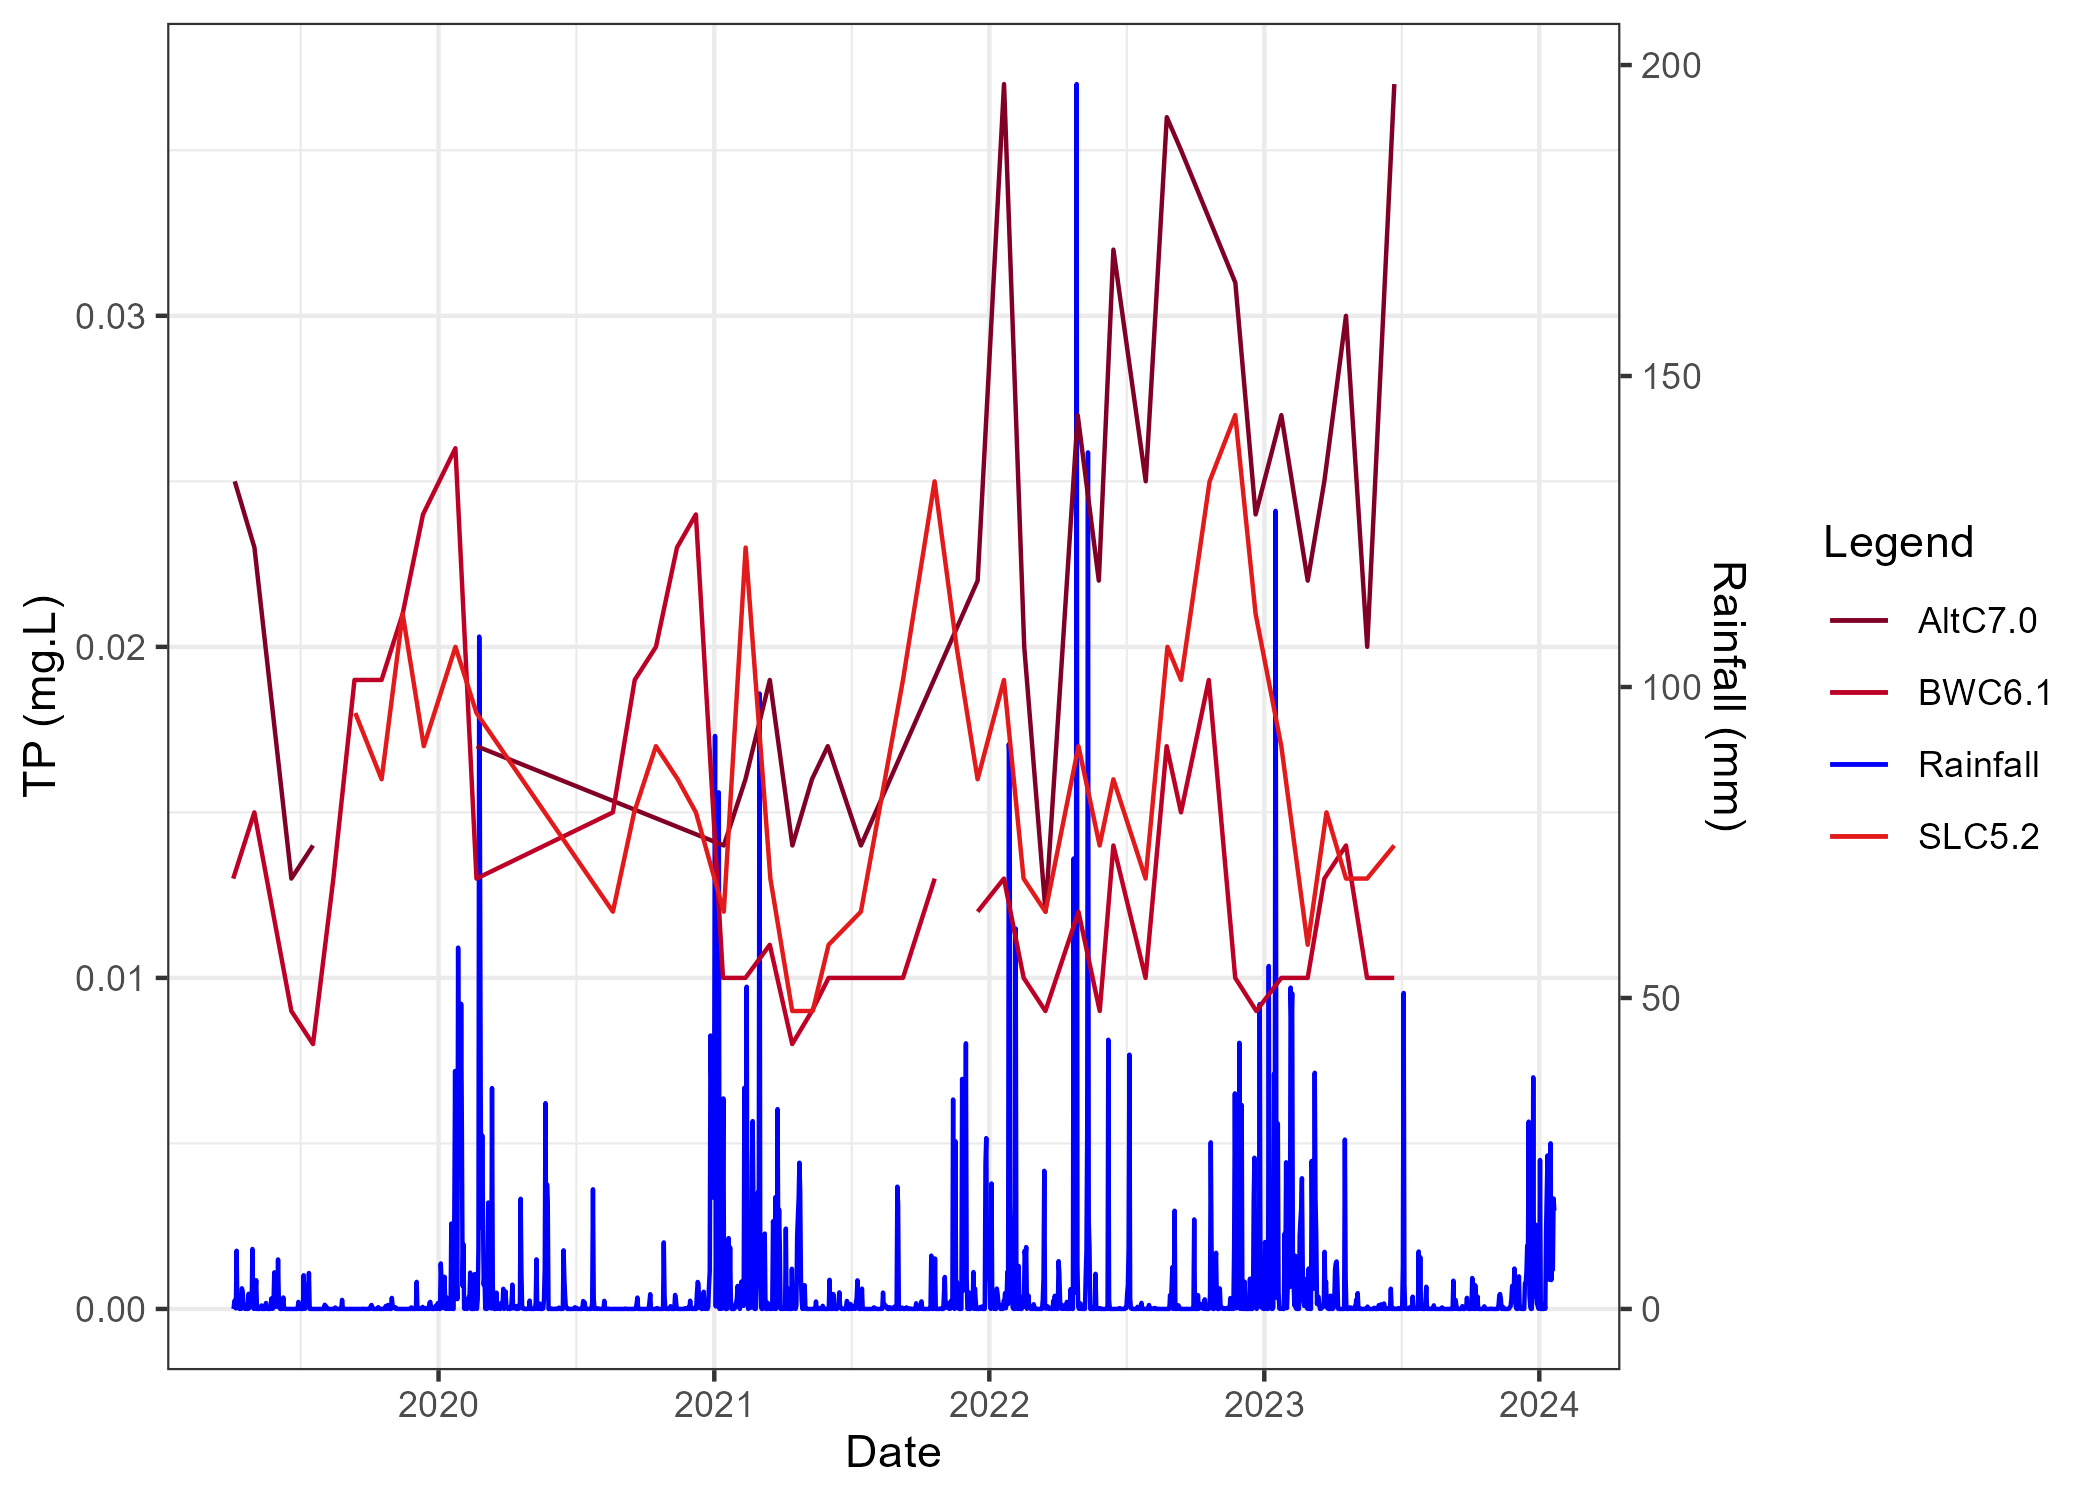 TP (mg.L)
0.03
0.02
0.01
0.00
200
150
100
50
0
Rainfall (mm)
2020
2021
2022
2023
2024
Date
Legend
AltC7.0
BWC6.1
Rainfall
SLC5.2